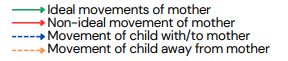 Ideal movements of mother
Non-ideal movement of mother
Movement of child with/to mother
Movement of child away from mother